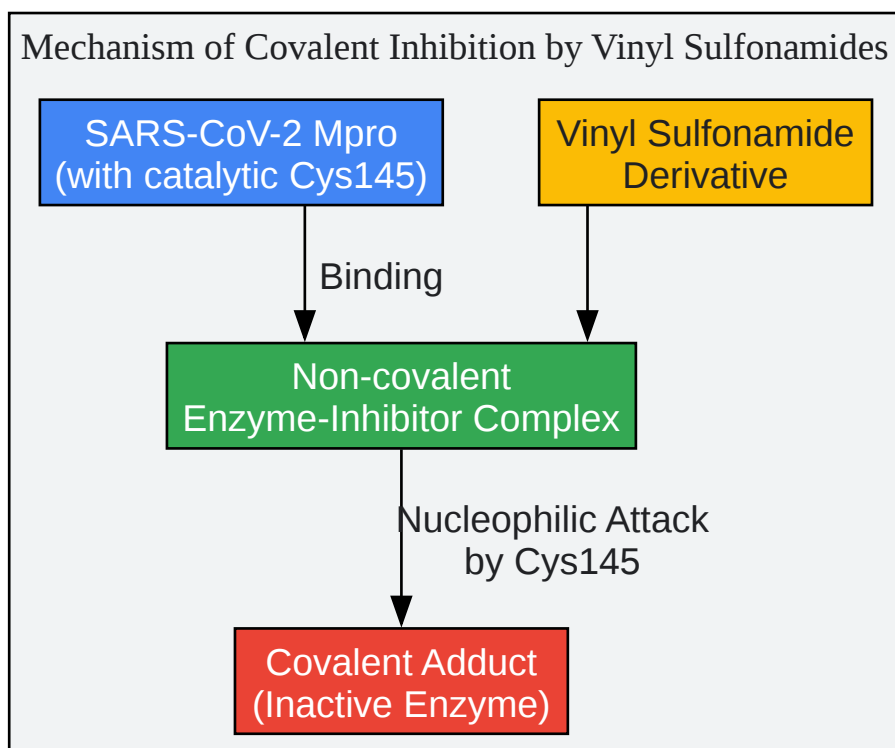 Mechanism of Covalent Inhibition by Vinyl Sulfonamides
SARS-CoV-2 Mpro
(with catalytic Cys145)
Vinyl Sulfonamide
Derivative
Binding
Non-covalent
Enzyme-Inhibitor Complex
Nucleophilic Attack
by Cys145
Covalent Adduct
(Inactive Enzyme)